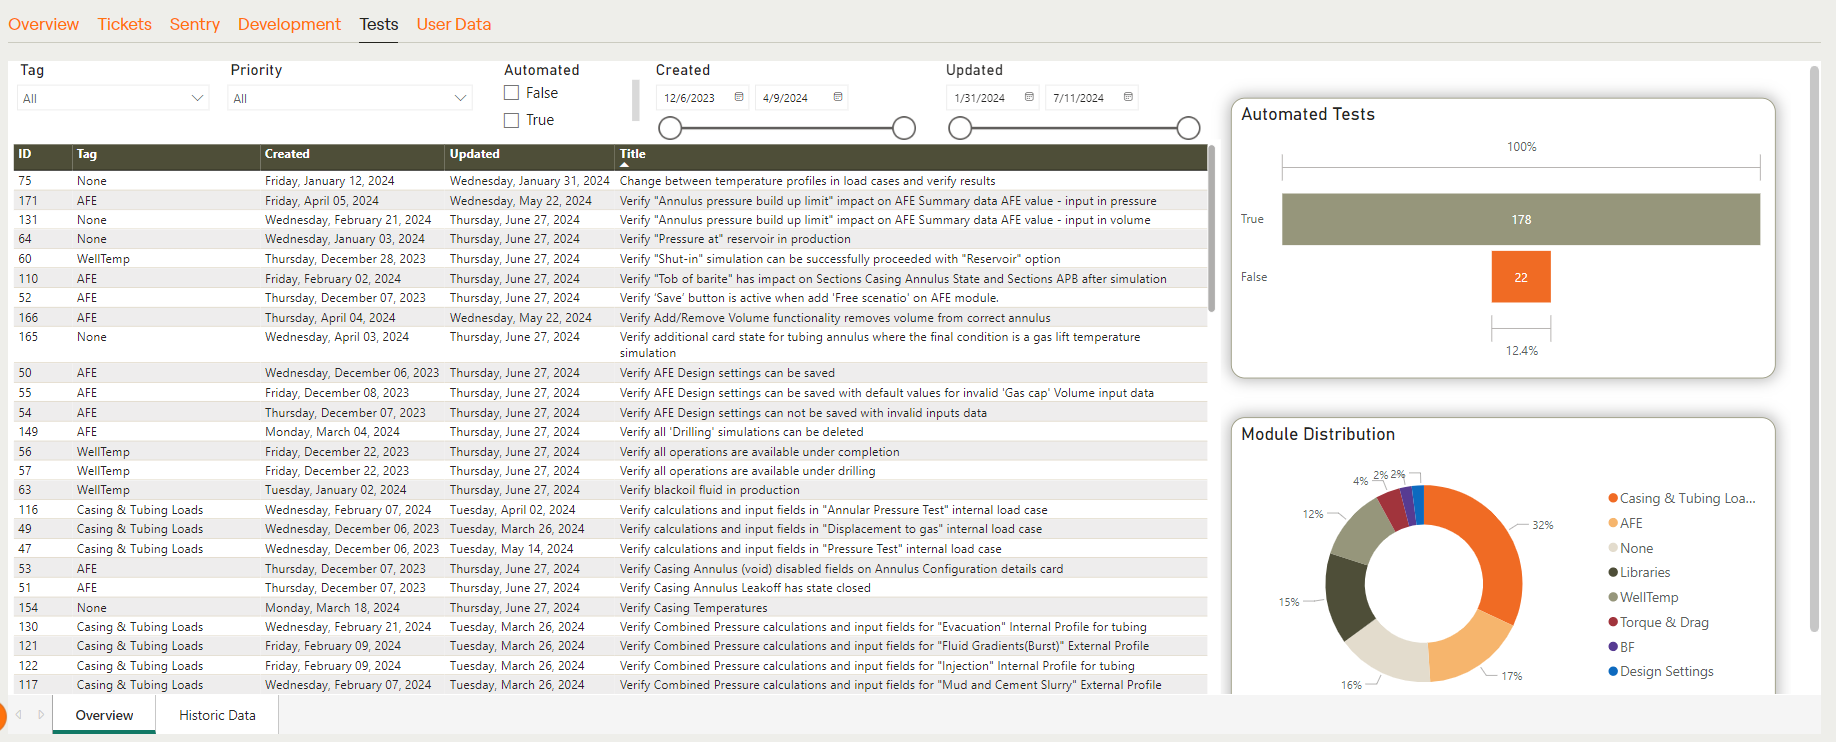 Overview Tickets Sentry Development Tests User Data
Tag Priority Automated Created Updated
All All False 12/6/2023 4/9/2024 1/31/2024 7/11/2024
True
ID Tag Created Updated Title
75 None Friday, January 12, 2024 Wednesday, January 31, 2024 Change between temperature profiles in load cases and verify results
171 AFE Friday, April 05, 2024 Wednesday, May 22, 2024 Verify "Annulus pressure build up limit" impact on AFE Summary data AFE value - input in pressure
131 None Wednesday, February 21, 2024 Thursday, June 27, 2024 Verify "Annulus pressure build up limit" impact on AFE Summary data AFE value - input in volume
64 None Wednesday, January 03, 2024 Thursday, June 27, 2024 Verify "Pressure at" reservoir in production
60 WellTemp Thursday, December 28, 2023 Thursday, June 27, 2024 Verify "Shut-in" simulation can be successfully proceeded with "Reservoir" option
110 AFE Friday, February 02, 2024 Thursday, June 27, 2024 Verify "Tob of barite" has impact on Sections Casing Annulus State and Sections APB after simulation
52 AFE Thursday, December 07, 2023 Thursday, June 27, 2024 Verify 'Save' button is active when add 'Free scenatio' on AFE module.
166 AFE Thursday, April 04, 2024 Wednesday, May 22, 2024 Verify Add/Remove Volume functionality removes volume from correct annulus
165 None Wednesday, April 03, 2024 Thursday, June 27, 2024 Verify additional card state for tubing annulus where the final condition is a gas lift temperature
simulation
50 AFE Wednesday, December 06, 2023 Thursday, June 27, 2024 Verify AFE Design settings can be saved
55 AFE Friday, December 08, 2023 Thursday, June 27, 2024 Verify AFE Design settings can be saved with default values for invalid 'Gas cap' Volume input data
54 AFE Thursday, December 07, 2023 Thursday, June 27, 2024 Verify AFE Design settings can not be saved with invalid inputs data
149 AFE Monday, March 04, 2024 Thursday, June 27, 2024 Verify all 'Drilling' simulations can be deleted
56 WellTemp Friday, December 22, 2023 Thursday, June 27, 2024 Verify all operations are available under completion
57 WellTemp Friday, December 22, 2023 Thursday, June 27, 2024 Verify all operations are available under drilling
63 WellTemp Tuesday, January 02, 2024 Thursday, June 27, 2024 Verify blackoil fluid in production
116 Casing & Tubing Loads Wednesday, February 07, 2024 Tuesday, April 02, 2024 Verify calculations and input fields in "Annular Pressure Test" internal load case
49 Casing & Tubing Loads Wednesday, December 06, 2023 Tuesday, March 26, 2024 Verify calculations and input fields in "Displacement to gas" internal load case
47 Casing & Tubing Loads Wednesday, December 06, 2023 Tuesday, May 14, 2024 Verify calculations and input fields in "Pressure Test" internal load case
53 AFE Thursday, December 07, 2023 Thursday, June 27, 2024 Verify Casing Annulus (void) disabled fields on Annulus Configuration details card
51 AFE Thursday, December 07, 2023 Thursday, June 27, 2024 Verify Casing Annulus Leakoff has state closed
154 None Monday, March 18, 2024 Thursday, June 27, 2024 Verify Casing Temperatures
130 Casing & Tubing Loads Wednesday, February 21, 2024 Tuesday, March 26, 2024 Verify Combined Pressure calculations and input fields for "Evacuation" Internal Profile for tubing
121 Casing & Tubing Loads Friday, February 09, 2024 Tuesday, March 26, 2024 Verify Combined Pressure calculations and input fields for "Fluid Gradients(Burst)" External Profile
122 Casing & Tubing Loads Friday, February 09, 2024 Tuesday, March 26, 2024 Verify Combined Pressure calculations and input fields for "Injection" Internal Profile for tubing
117 Casing & Tubing Loads Wednesday, February 07, 2024 Tuesday, March 26, 2024 Verify Combined Pressure calculations and input fields for "Mud and Cement Slurry" External Profile
Automated Tests
100%
True 178
False 22
12.4%
Module Distribution
4% 2% 2%
12% 32%
15%
16% 17%
Casing & Tubing Loa...
AFE
None
Libraries
WellTemp
Torque & Drag
BF
Design Settings
Overview Historic Data